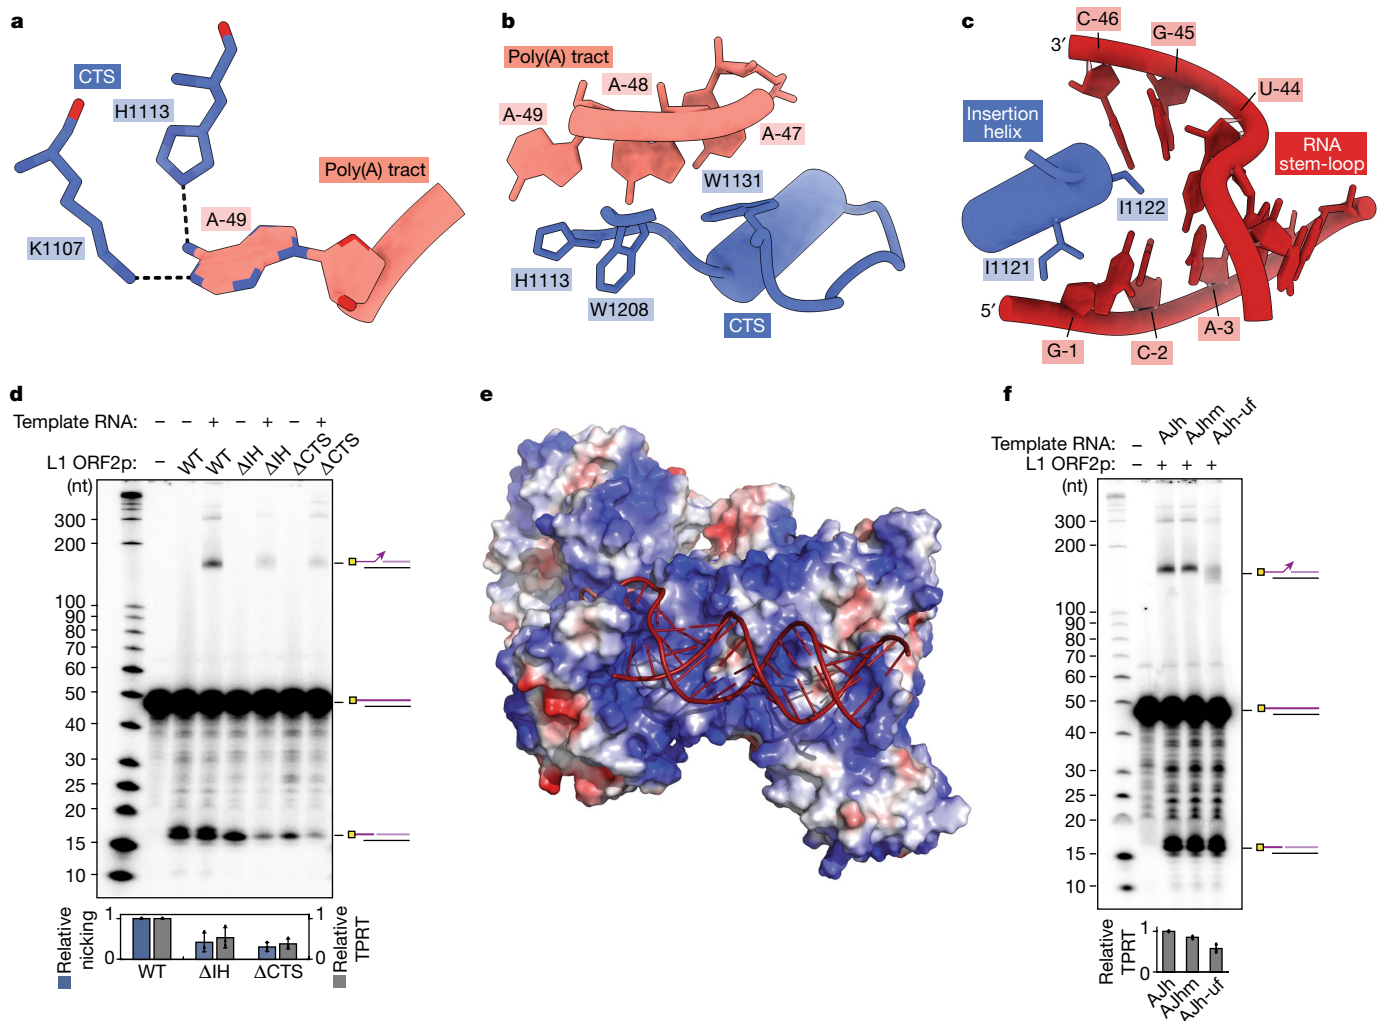 a
CTS
H1113
K1107
A-49
Poly(A) tract
b
Poly(A) tract
A-49
A-48
A-47
W1131
H1113
W1208
CTS
c
C-46
G-45
U-44
3′
Insertion
helix
RNA
stem-loop
I1122
I1121
5′
G-1
C-2
A-3
d
Template RNA: – – + – + – +
L1 ORF2p: – WT WT ΔIH ΔIH ΔCTS ΔCTS
(nt)
300
200
100
90
80
70
60
50
40
30
25
20
15
10
Relative
nicking
1
0
1
0
Relative
TPRT
WT ΔIH ΔCTS
e
f
Template RNA: – AJh AJhm AJh-uf
L1 ORF2p: – + + +
(nt)
300
200
100
90
80
70
60
50
40
30
25
20
15
10
Relative
TPRT
1
0
AJh AJhm AJh-uf